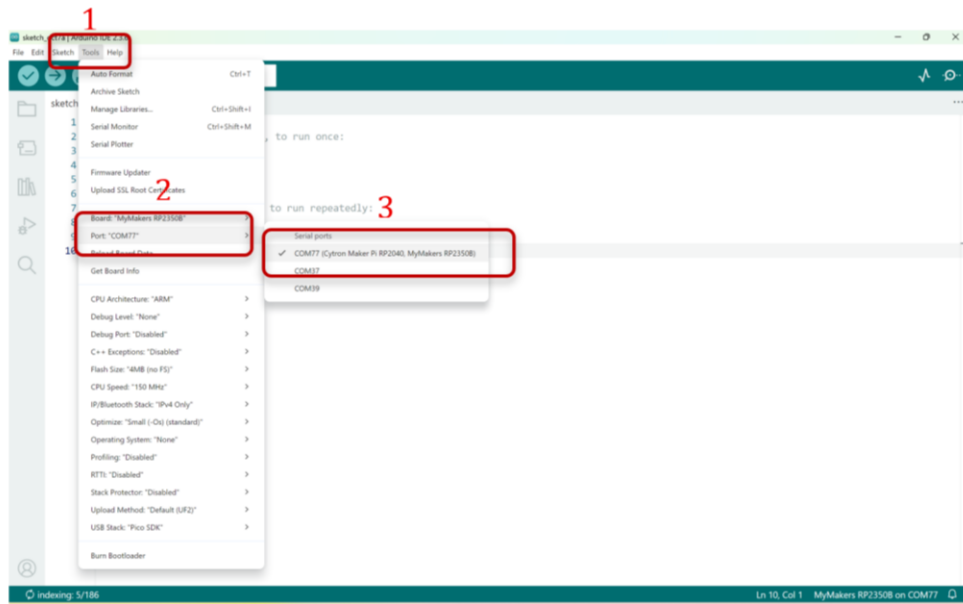 1
sketch_
Arduino IDE 2.3.
File Edit Sketch Tools Help
Auto Format Ctrl+T
Archive Sketch
Manage Libraries... Ctrl+Shift+I
Serial Monitor Ctrl+Shift+M
Serial Plotter
Firmware Updater
Upload SSL Root Certificates
2
Board: "MyMakers RP2350B"
Port: "COM77"
Reload Board Data
Get Board Info
CPU Architecture: "ARM"
Debug Level: "None"
Debug Port: "Disabled"
C++ Exceptions: "Disabled"
Flash Size: "4MB (no FS)"
CPU Speed: "150 MHz"
IP/Bluetooth Stack: "IPv4 Only"
Optimize: "Small (-Os) (standard)"
Operating System: "None"
Profiling: "Disabled"
RTTI: "Disabled"
Stack Protector: "Disabled"
Upload Method: "Default (UF2)"
USB Stack: "Pico SDK"
Burn Bootloader
3
Serial ports
COM77 (Cytron Maker Pi RP2040, MyMakers RP2350B)
COM37
COM39
sketch
1
2 , to run once:
3
4
5
6
7 to run repeatedly:
8
9
10
indexing: 5/186
Ln 10, Col 1 MyMakers RP2350B on COM77